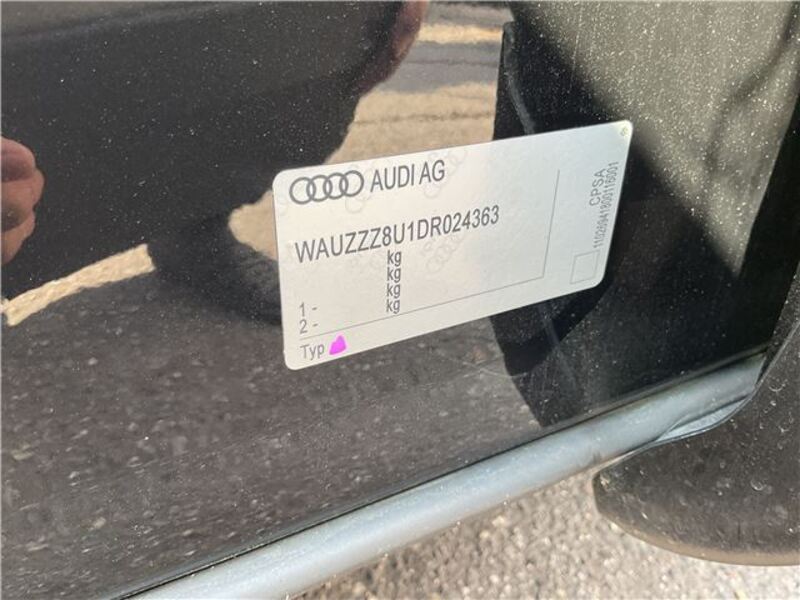 AUDI AG
WAUZZZ8U1DR024363
kg
kg
1 - kg
2 - kg
Typ
CPSA